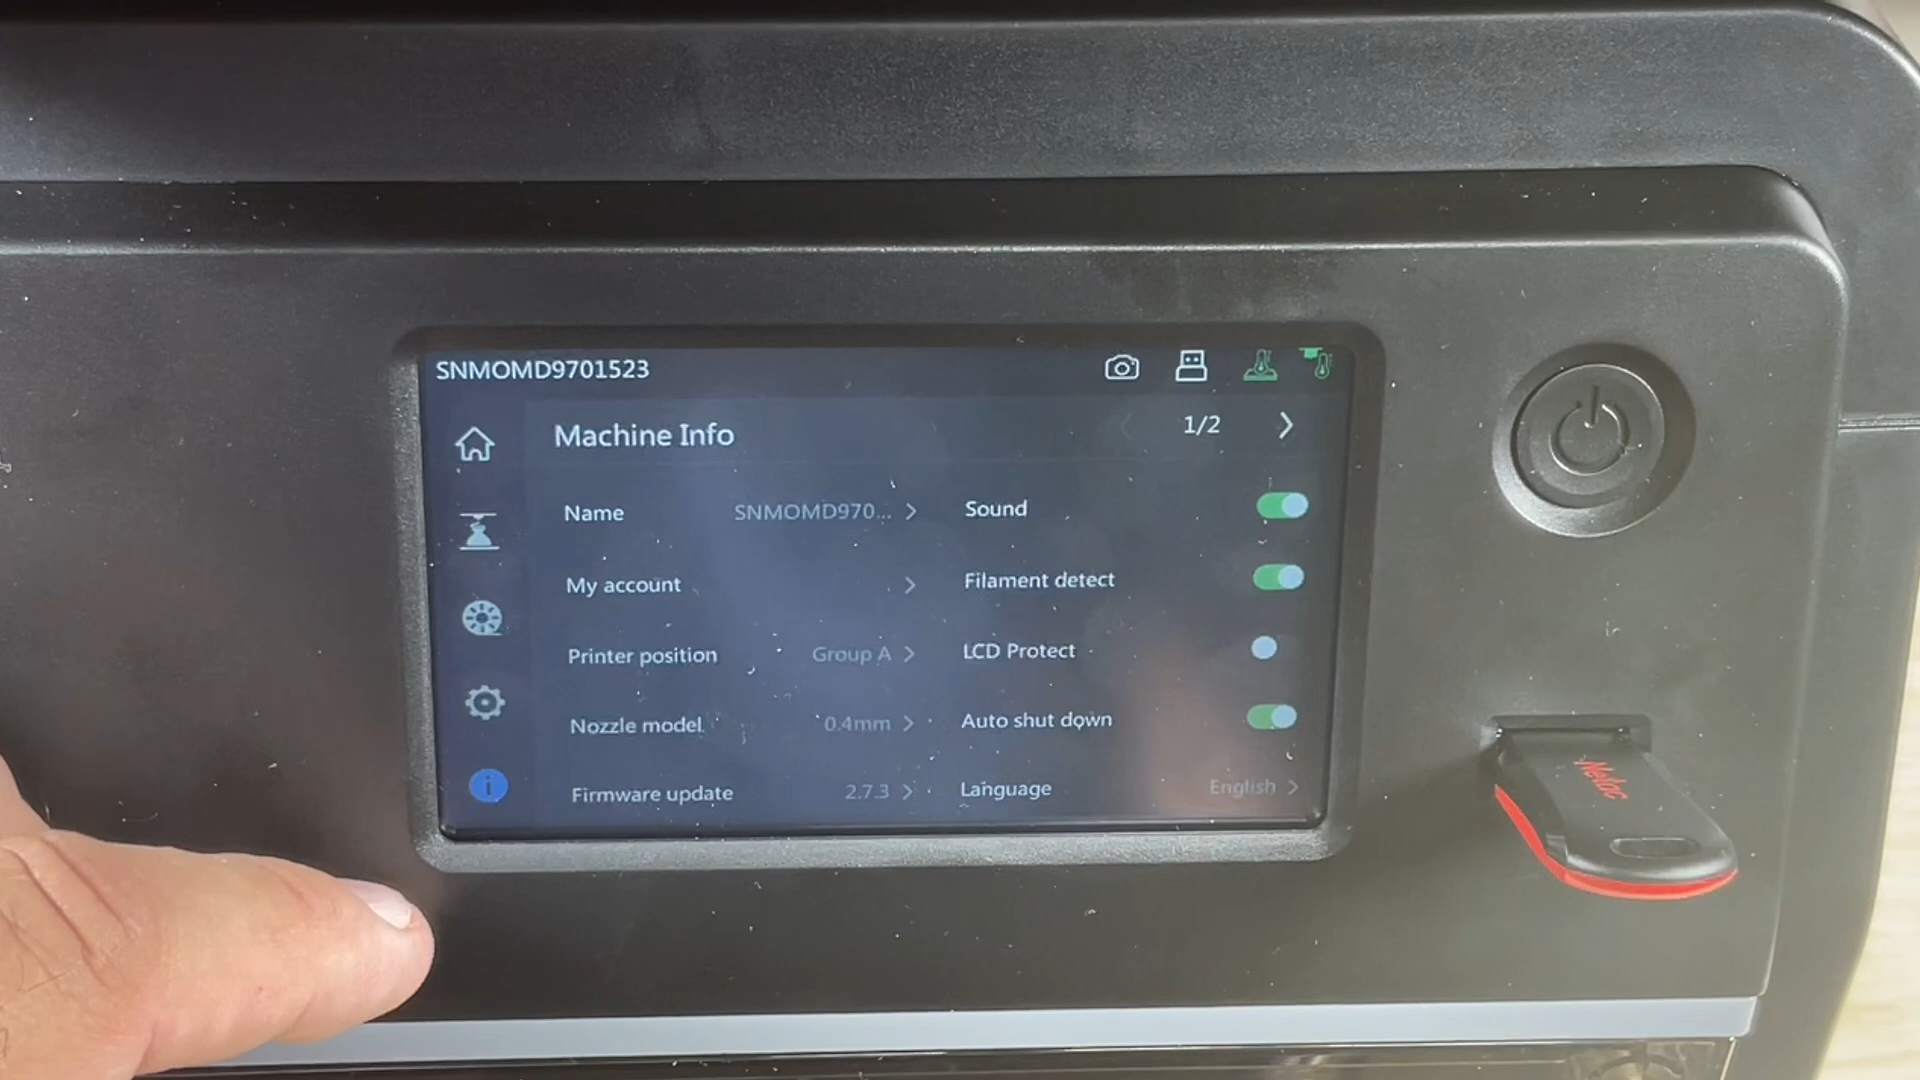 SNMOMD9701523
Machine Info
1/2
Name SNMOMD970... >
My account >
Printer position Group A >
Nozzle model 0.4mm >
Firmware update 2.7.3 >
Sound
Filament detect
LCD Protect
Auto shut down
Language English >
Netac